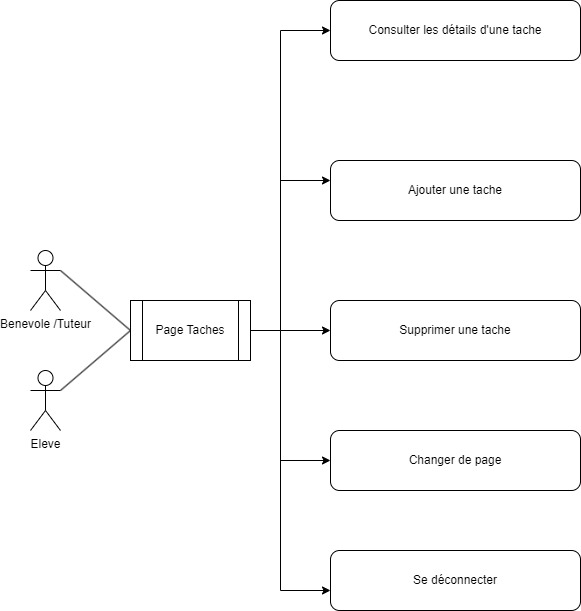 Consulter les détails d'une tache
Ajouter une tache
Benevole /Tuteur
Page Taches
Supprimer une tache
Eleve
Changer de page
Se déconnecter